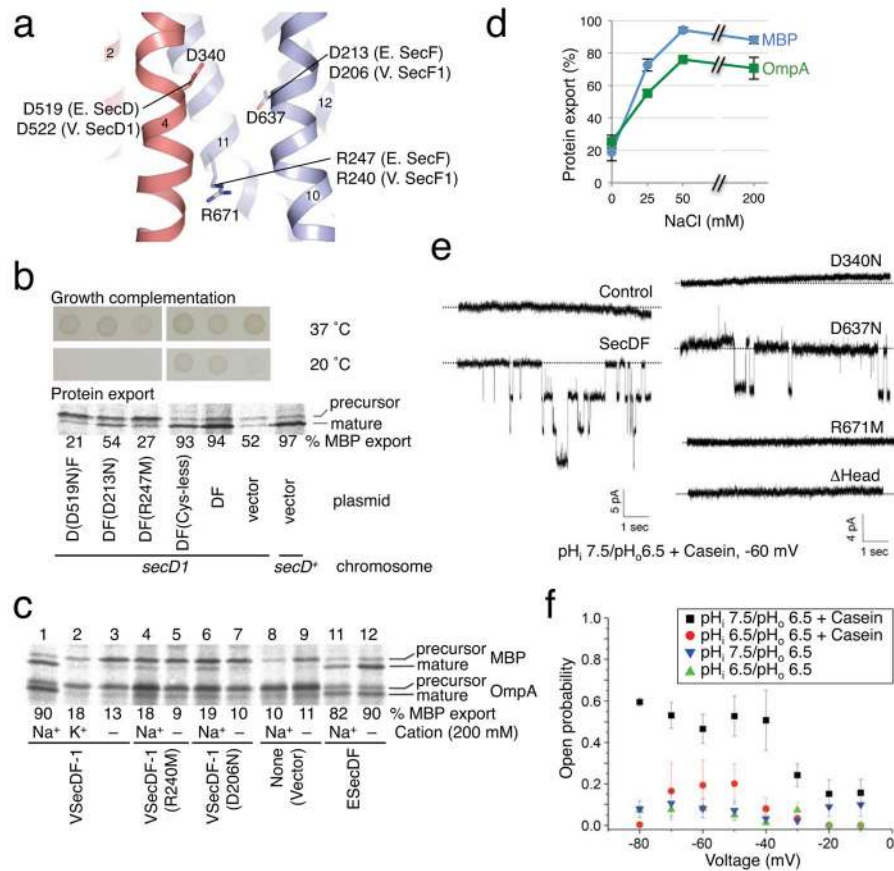 a
2
D340
D213 (E. SecF)
D206 (V. SecF1)
D519 (E. SecD)
D522 (V. SecD1)
4
12
D637
11
R247 (E. SecF)
R240 (V. SecF1)
R671
10
b
Growth complementation
37 ˚C
20 ˚C
Protein export
precursor
mature
21 54 27 93 94 52 97 % MBP export
D(D519N)F
DF(D213N)
DF(R247M)
DF(Cys-less)
DF
vector
vector
plasmid
secD1 secD+ chromosome
c
1 2 3 4 5 6 7 8 9 11 12
precursor
mature
MBP
precursor
mature
OmpA
90 18 13 18 9 19 10 10 11 82 90 % MBP export
Na+ K+ – Na+ – Na+ – Na+ – Na+ – Cation (200 mM)
VSecDF-1
VSecDF-1
(R240M)
VSecDF-1
(D206N)
None
(Vector)
ESecDF
d
Protein export (%)
100
80
60
40
20
0
MBP
OmpA
0 25 50 200
NaCl (mM)
e
Control
SecDF
5 pA
1 sec
D340N
D637N
R671M
ΔHead
4 pA
1 sec
pHi 7.5/pHo6.5 + Casein, -60 mV
f
Open probability
1.0
0.8
0.6
0.4
0.2
0.0
pHi 7.5/pHo 6.5 + Casein
pHi 6.5/pHo 6.5 + Casein
pHi 7.5/pHo 6.5
pHi 6.5/pHo 6.5
-80 -60 -40 -20 0
Voltage (mV)